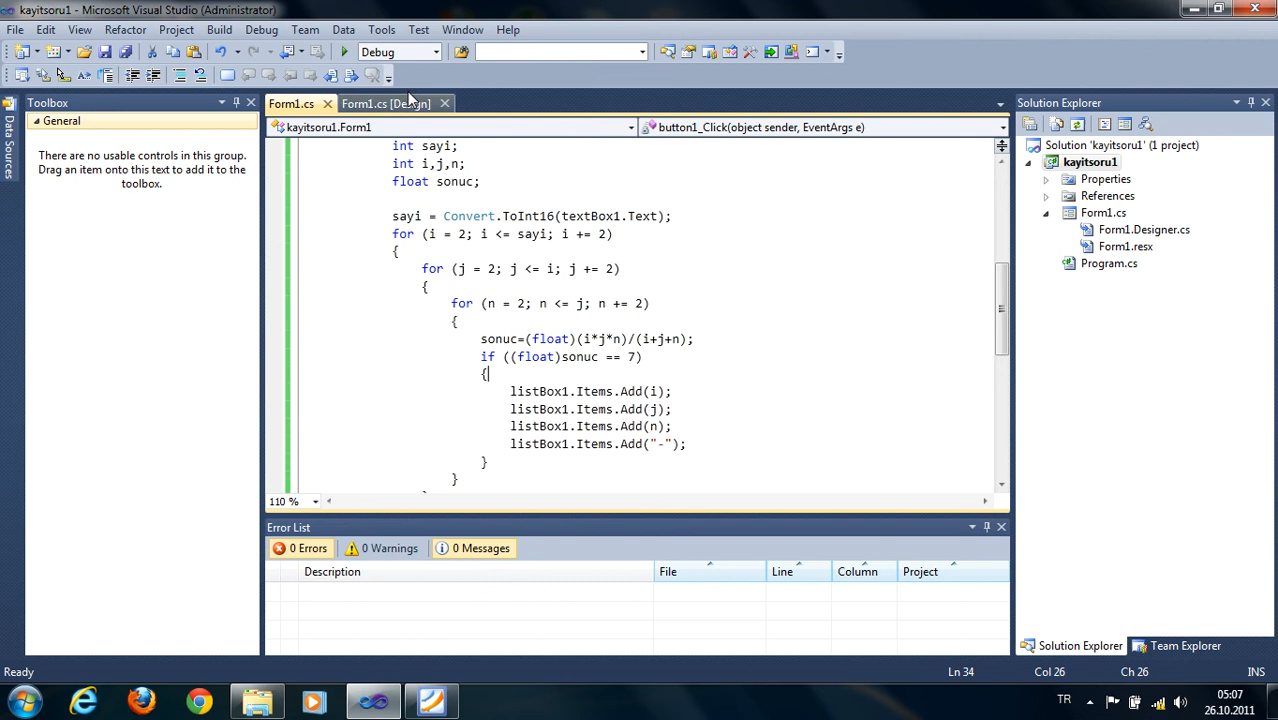 kayitsoru1 - Microsoft Visual Studio (Administrator)
File Edit View Refactor Project Build Debug Team Data Tools Test Window Help
Debug
Toolbox
General
There are no usable controls in this group.
Drag an item onto this text to add it to the
toolbox.
Data Sources
Form1.cs
Form1.cs [Design]
kayitsoru1.Form1
button1_Click(object sender, EventArgs e)
int sayi;
int i,j,n;
float sonuc;
sayi = Convert.ToInt16(textBox1.Text);
for (i = 2; i <= sayi; i += 2)
{
for (j = 2; j <= i; j += 2)
{
for (n = 2; n <= j; n += 2)
{
sonuc=(float)(i*j*n)/(i+j+n);
if ((float)sonuc == 7)
{
listBox1.Items.Add(i);
listBox1.Items.Add(j);
listBox1.Items.Add(n);
listBox1.Items.Add("-");
}
}
110 %
Error List
0 Errors
0 Warnings
0 Messages
Description File Line Column Project
Solution Explorer
Solution 'kayitsoru1' (1 project)
kayitsoru1
Properties
References
Form1.cs
Form1.Designer.cs
Form1.resx
Program.cs
Solution Explorer
Team Explorer
Ready
Ln 34 Col 26 Ch 26 INS
TR
05:07
26.10.2011